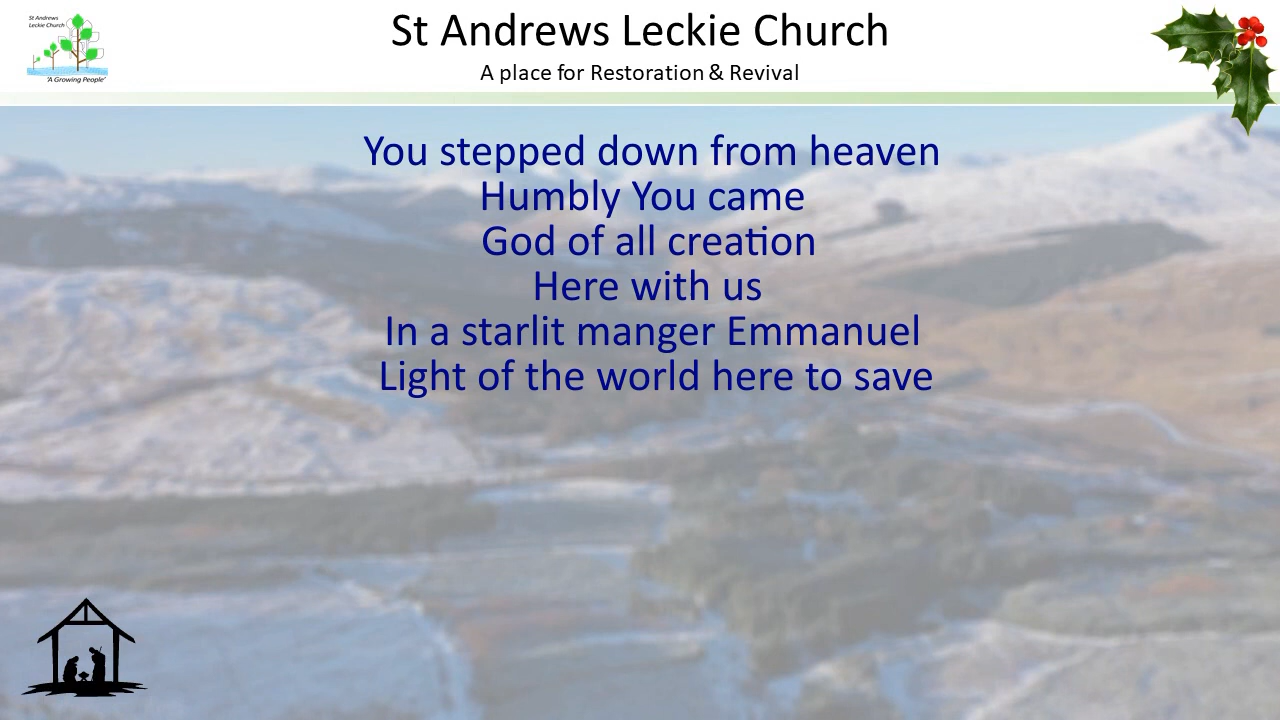 St Andrews
Leckie Church
'A Growing People'
St Andrews Leckie Church
A place for Restoration & Revival
You stepped down from heaven
Humbly You came
God of all creation
Here with us
In a starlit manger Emmanuel
Light of the world here to save